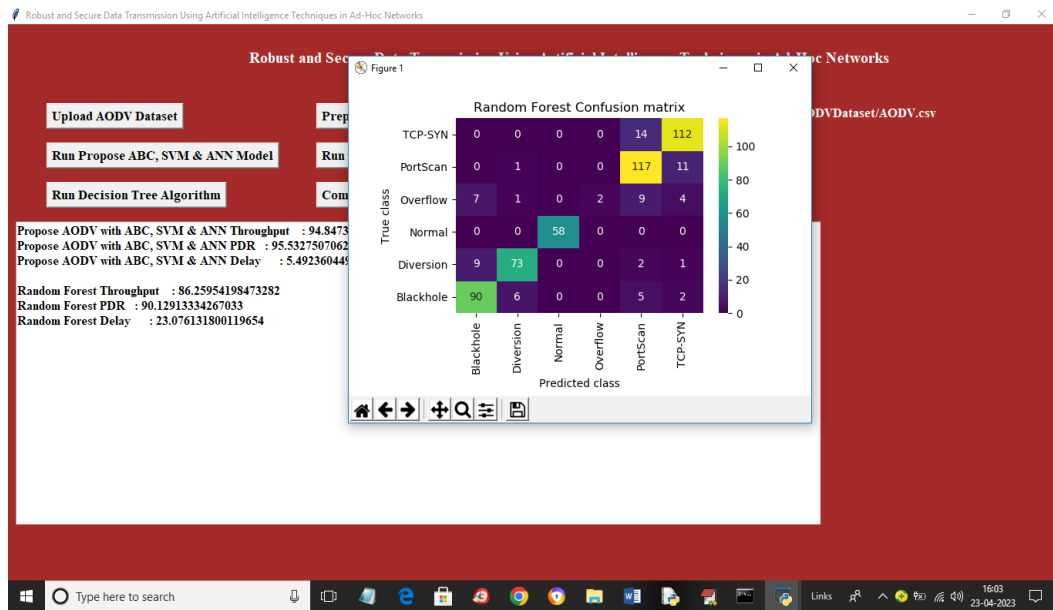 Robust and Secure Data Transmission Using Artificial Intelligence Techniques in Ad-Hoc Networks
Robust and Sec
oc Networks
Upload AODV Dataset
Prep
ODVDataset/AODV.csv
Run Propose ABC, SVM & ANN Model
Run
Run Decision Tree Algorithm
Com
Propose AODV with ABC, SVM & ANN Throughput : 94.8473
Propose AODV with ABC, SVM & ANN PDR : 95.5327507062
Propose AODV with ABC, SVM & ANN Delay : 5.492360449
Random Forest Throughput : 86.25954198473282
Random Forest PDR : 90.12913334267033
Random Forest Delay : 23.076131800119654
Figure 1
Random Forest Confusion matrix
TCP-SYN 0 0 0 0 14 112
PortScan 0 1 0 0 117 11
Overflow 7 1 0 2 9 4
Normal 0 0 58 0 0 0
Diversion 9 73 0 0 2 1
Blackhole 90 6 0 0 5 2
True class
Blackhole Diversion Normal Overflow PortScan TCP-SYN
Predicted class
100
80
60
40
20
0
Type here to search
Links
16:03
23-04-2023